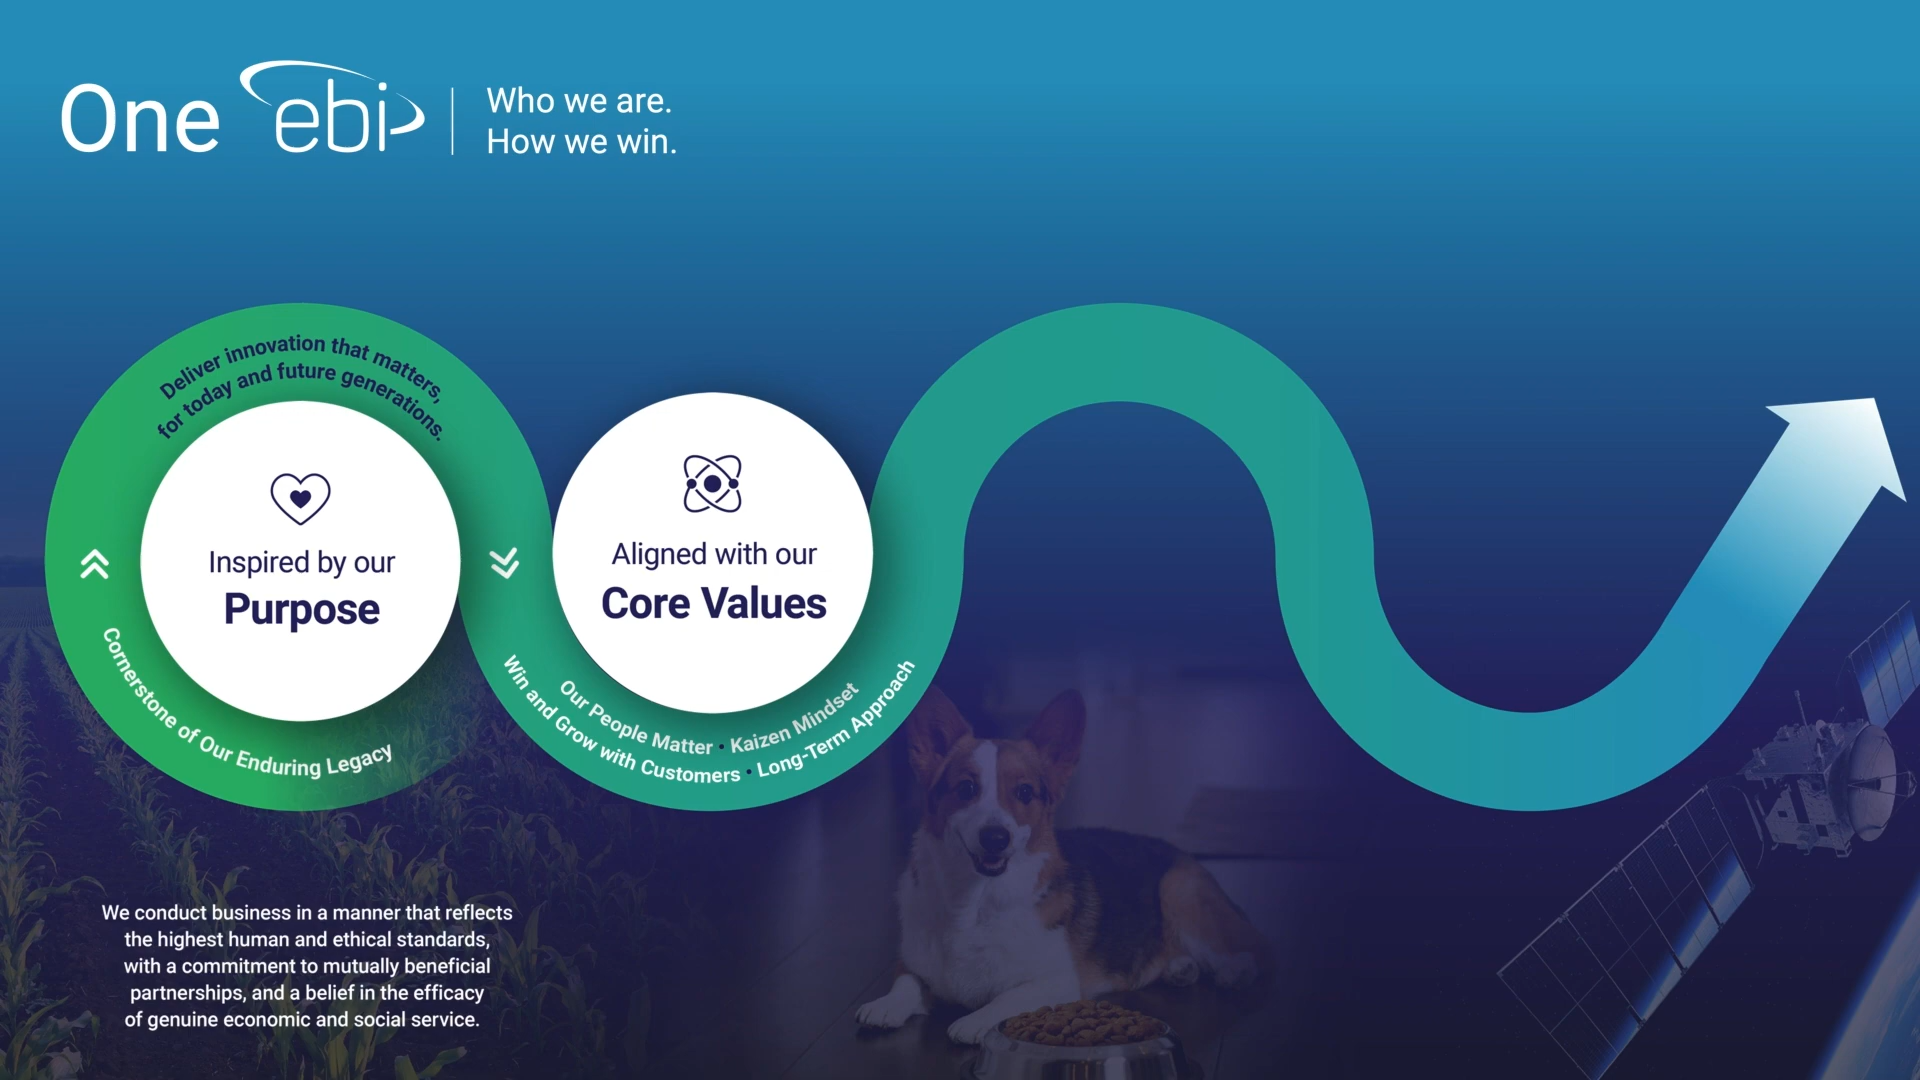 One ebi
Who we are.
How we win.
Deliver innovation that matters,
for today and future generations.
Inspired by our
Purpose
Cornerstone of Our Enduring Legacy
Aligned with our
Core Values
Our People Matter • Kaizen Mindset
Win and Grow with Customers • Long-Term Approach
We conduct business in a manner that reflects
the highest human and ethical standards,
with a commitment to mutually beneficial
partnerships, and a belief in the efficacy
of genuine economic and social service.